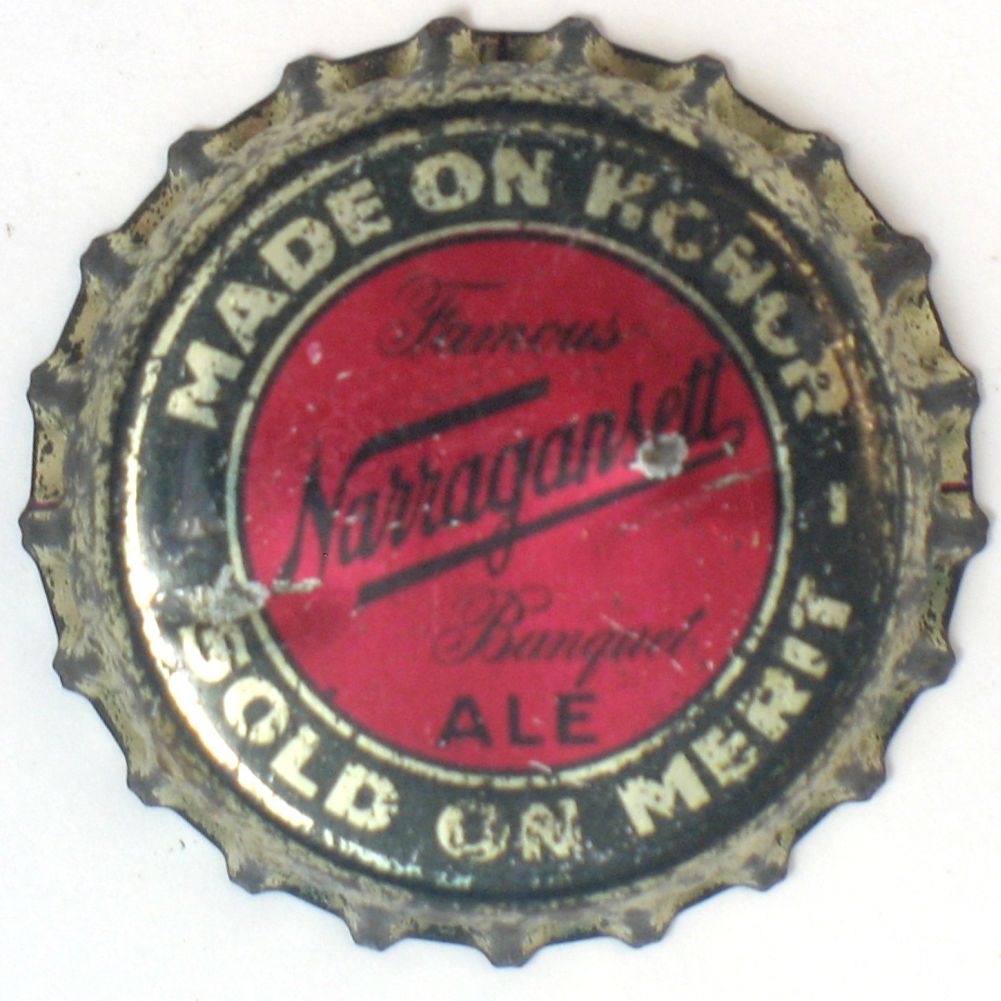 MADE ON HONOR -
SOLD ON MERIT -
Famous
Narragansett
Banquet
ALE